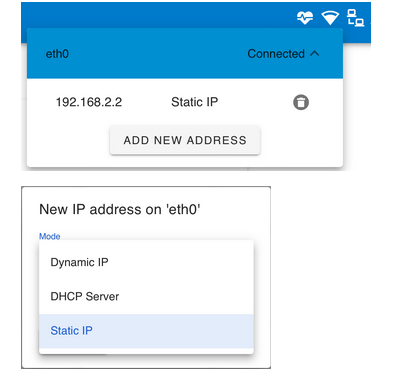 eth0 Connected
192.168.2.2 Static IP
ADD NEW ADDRESS
New IP address on 'eth0'
Mode
Dynamic IP
DHCP Server
Static IP